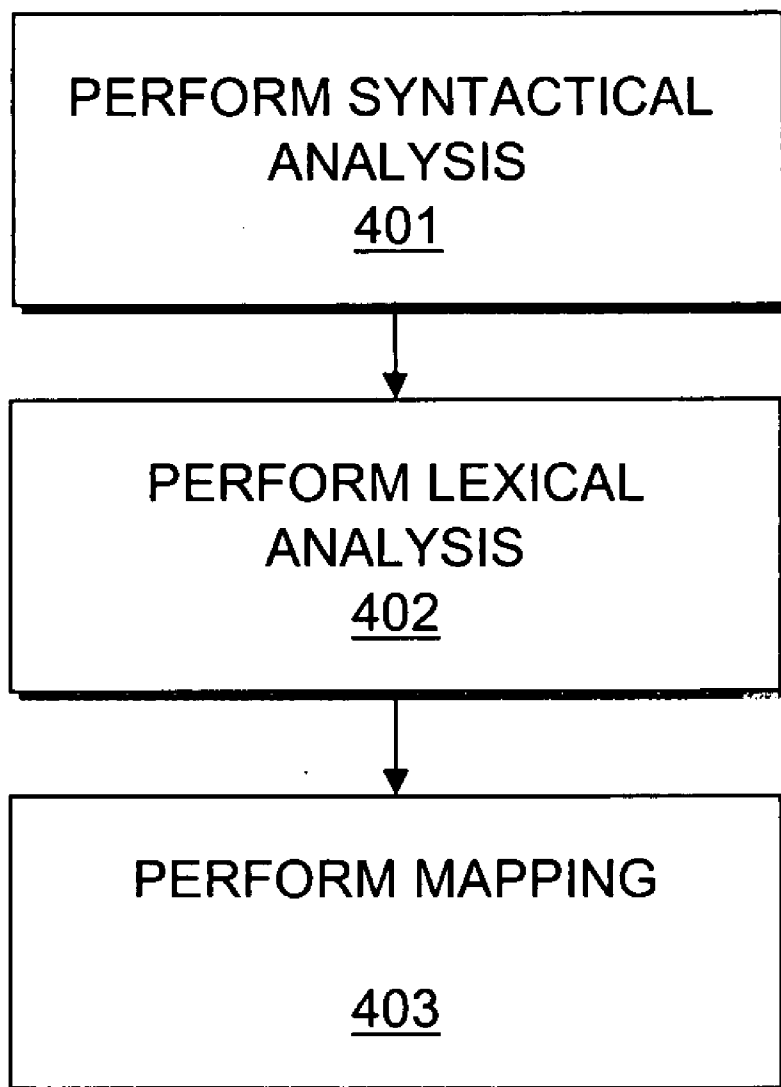 PERFORM SYNTACTICAL
ANALYSIS
401
PERFORM LEXICAL
ANALYSIS
402
PERFORM MAPPING
403